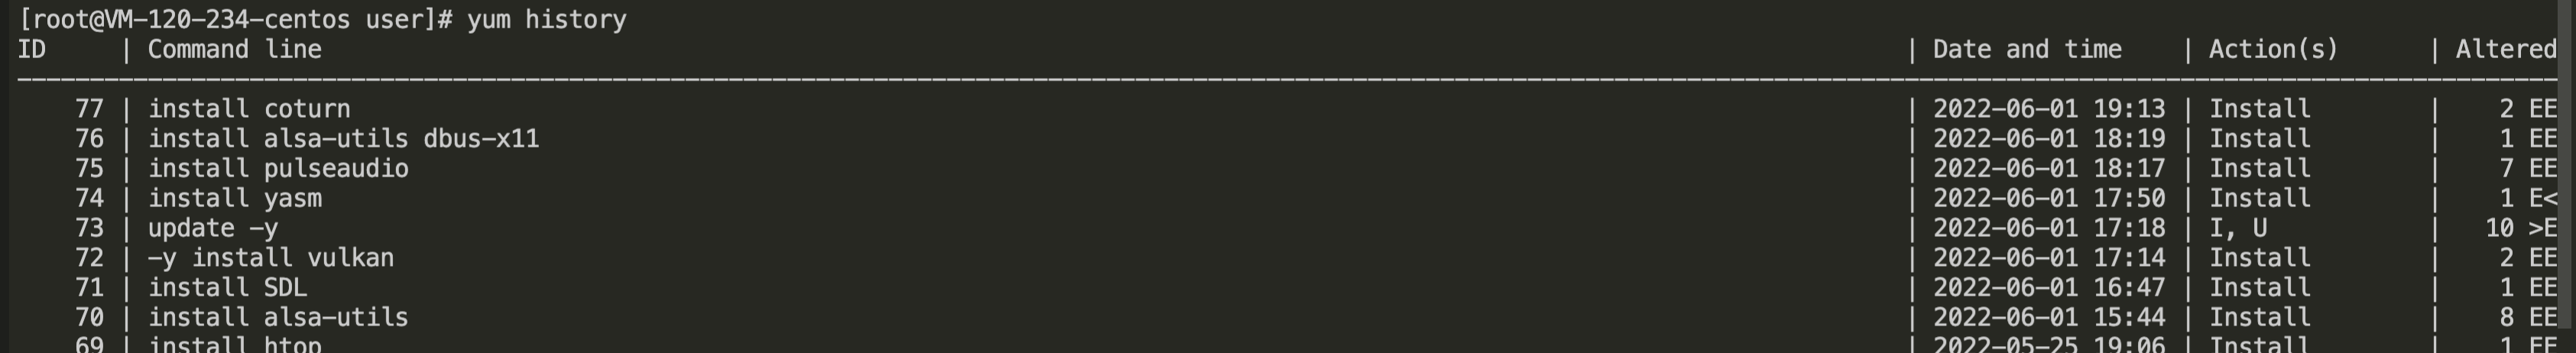 [root@VM-120-234-centos user]# yum history
ID     | Command line | Date and time    | Action(s)      | Altered
77 | install coturn | 2022-06-01 19:13 | Install        |    2 EE
76 | install alsa-utils dbus-x11 | 2022-06-01 18:19 | Install        |    1 EE
75 | install pulseaudio | 2022-06-01 18:17 | Install        |    7 EE
74 | install yasm | 2022-06-01 17:50 | Install        |    1 E<
73 | update -y | 2022-06-01 17:18 | I, U           |   10 >E
72 | -y install vulkan | 2022-06-01 17:14 | Install        |    2 EE
71 | install SDL | 2022-06-01 16:47 | Install        |    1 EE
70 | install alsa-utils | 2022-06-01 15:44 | Install        |    8 EE
69 | install htop | 2022-05-25 19:06 | Install        |    1 EE